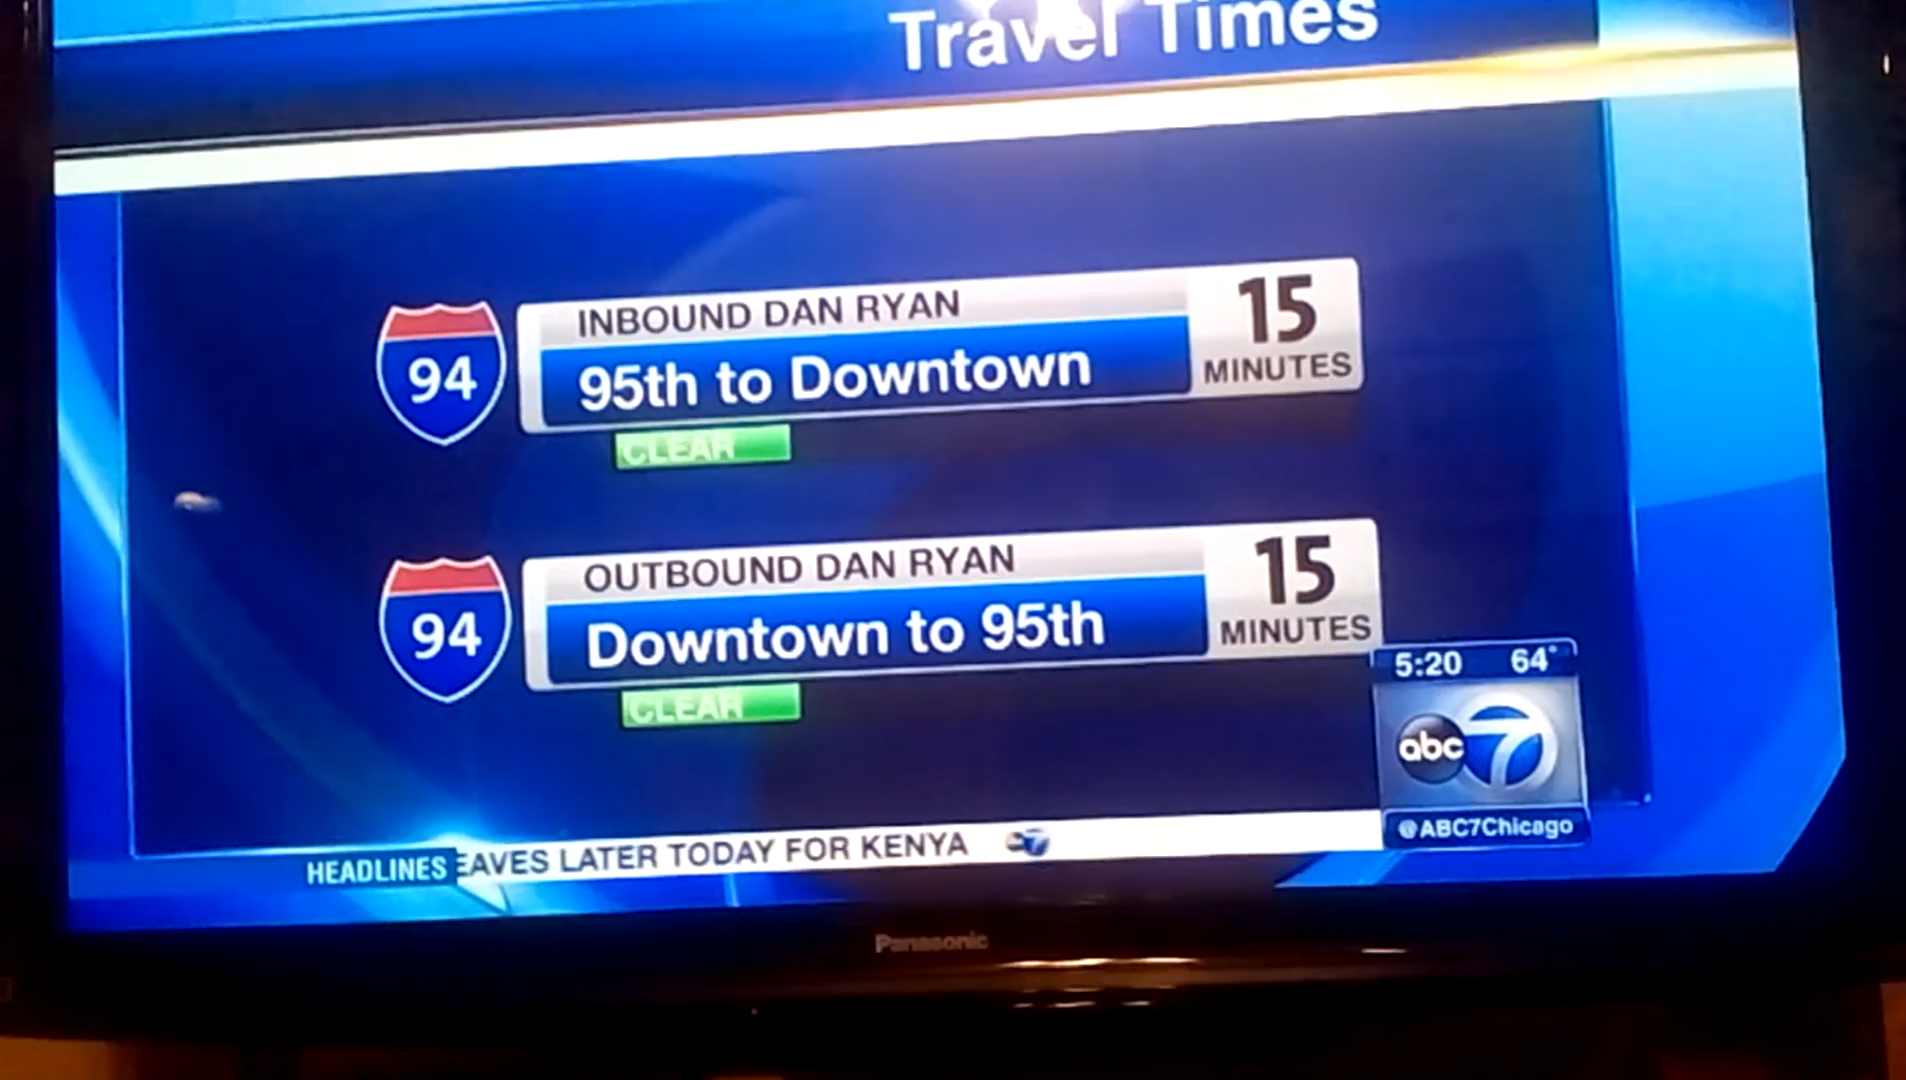 Travel Times
94
INBOUND DAN RYAN
95th to Downtown
15
MINUTES
CLEAR
94
OUTBOUND DAN RYAN
Downtown to 95th
15
MINUTES
CLEAR
5:20 64°
abc 7
@ABC7Chicago
HEADLINES EAVES LATER TODAY FOR KENYA 7
Panasonic